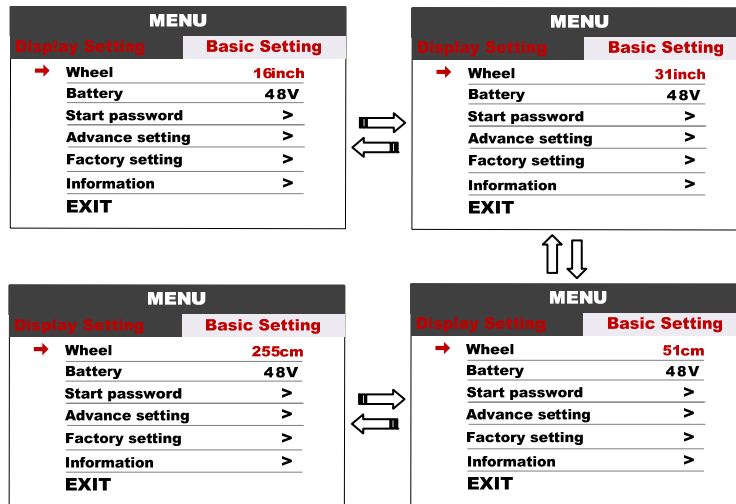 MENU
Display Setting Basic Setting
Wheel 16inch
Battery 48V
Start password >
Advance setting >
Factory setting >
Information >
EXIT
MENU
Display Setting Basic Setting
Wheel 31inch
Battery 48V
Start password >
Advance setting >
Factory setting >
Information >
EXIT
MENU
Display Setting Basic Setting
Wheel 255cm
Battery 48V
Start password >
Advance setting >
Factory setting >
Information >
EXIT
MENU
Display Setting Basic Setting
Wheel 51cm
Battery 48V
Start password >
Advance setting >
Factory setting >
Information >
EXIT